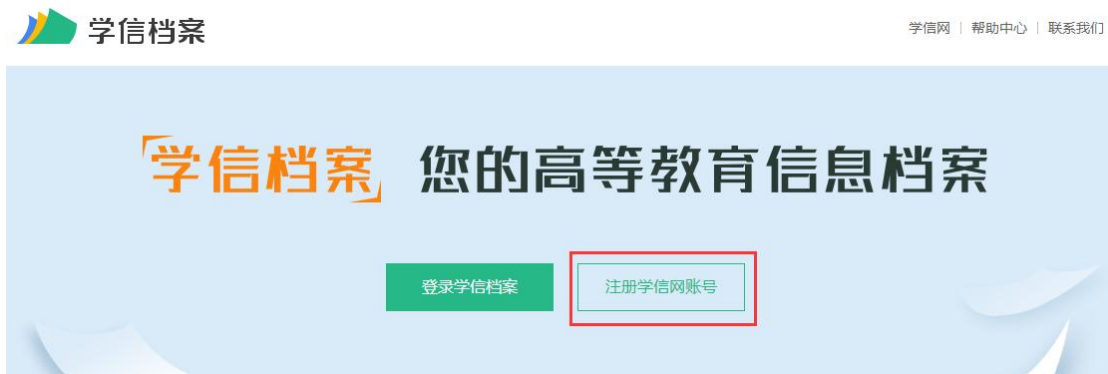 学信档案
学信网 | 帮助中心 | 联系我们
「学信档案」 您的高等教育信息档案
登录学信档案 注册学信网账号